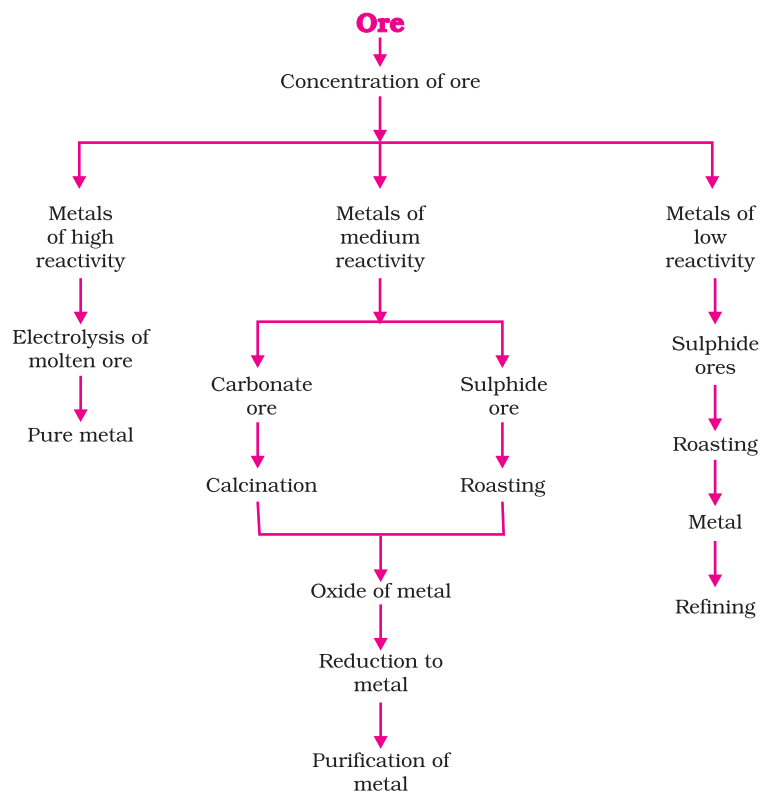 Ore
Concentration of ore
Metals
of high
reactivity
Electrolysis of
molten ore
Pure metal
Metals of
medium
reactivity
Carbonate
ore
Calcination
Sulphide
ore
Roasting
Oxide of metal
Reduction to
metal
Purification of
metal
Metals of
low
reactivity
Sulphide
ores
Roasting
Metal
Refining